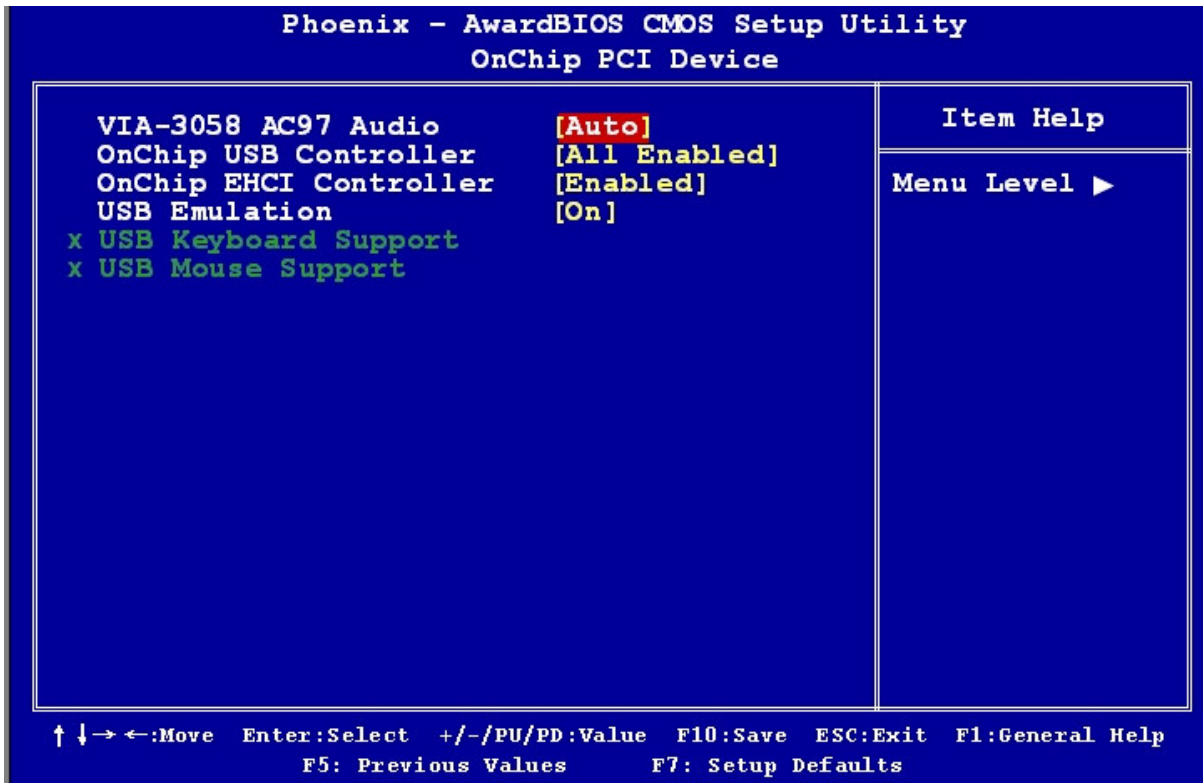 Phoenix – AwardBIOS CMOS Setup Utility
OnChip PCI Device
VIA-3058 AC97 Audio [Auto]
OnChip USB Controller [All Enabled]
OnChip EHCI Controller [Enabled]
USB Emulation [On]
x USB Keyboard Support
x USB Mouse Support
Item Help
Menu Level ▶
↑ ↓→ ←:Move Enter:Select +/-/PU/PD:Value F10:Save ESC:Exit F1:General Help
F5: Previous Values F7: Setup Defaults